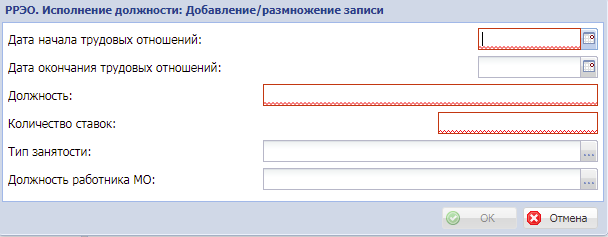 РРЭО. Исполнение должности: Добавление/размножение записи
Дата начала трудовых отношений:
Дата окончания трудовых отношений:
Должность:
Количество ставок:
Тип занятости:
...
Должность работника МО:
...
ОК Отмена